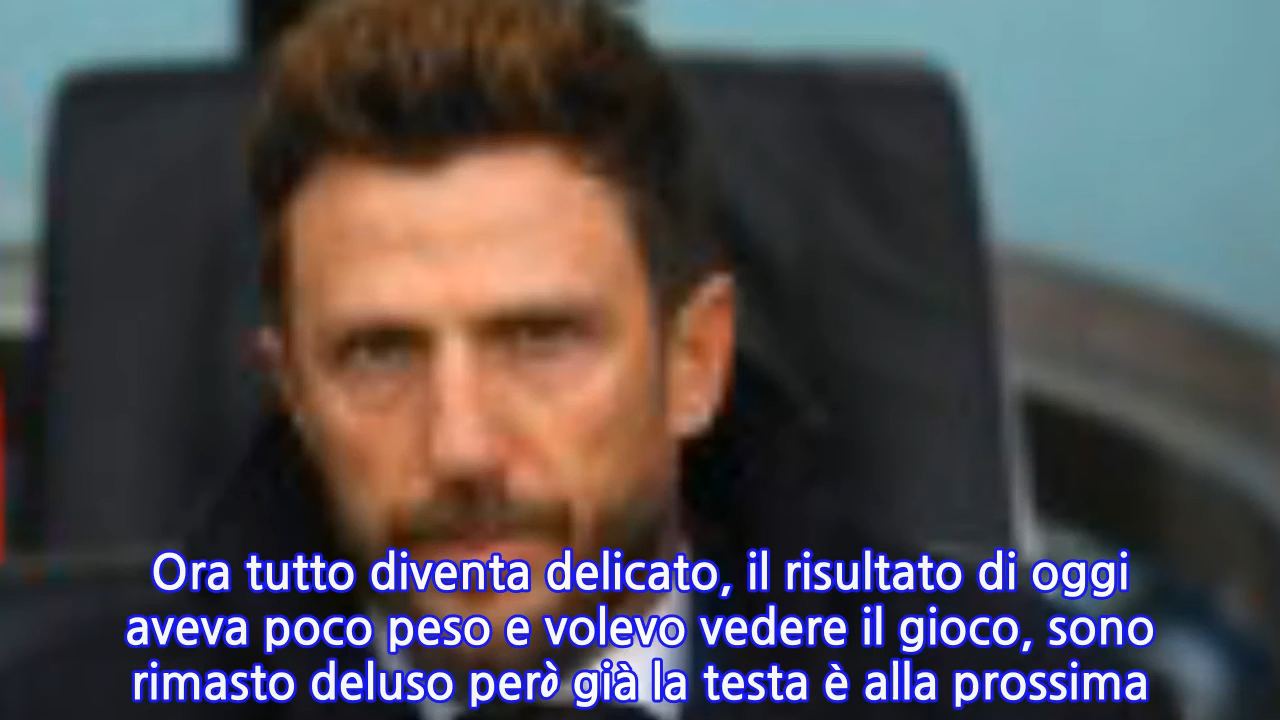 Ora tutto diventa delicato, il risultato di oggi
aveva poco peso e volevo vedere il gioco, sono
rimasto deluso però già la testa è alla prossima